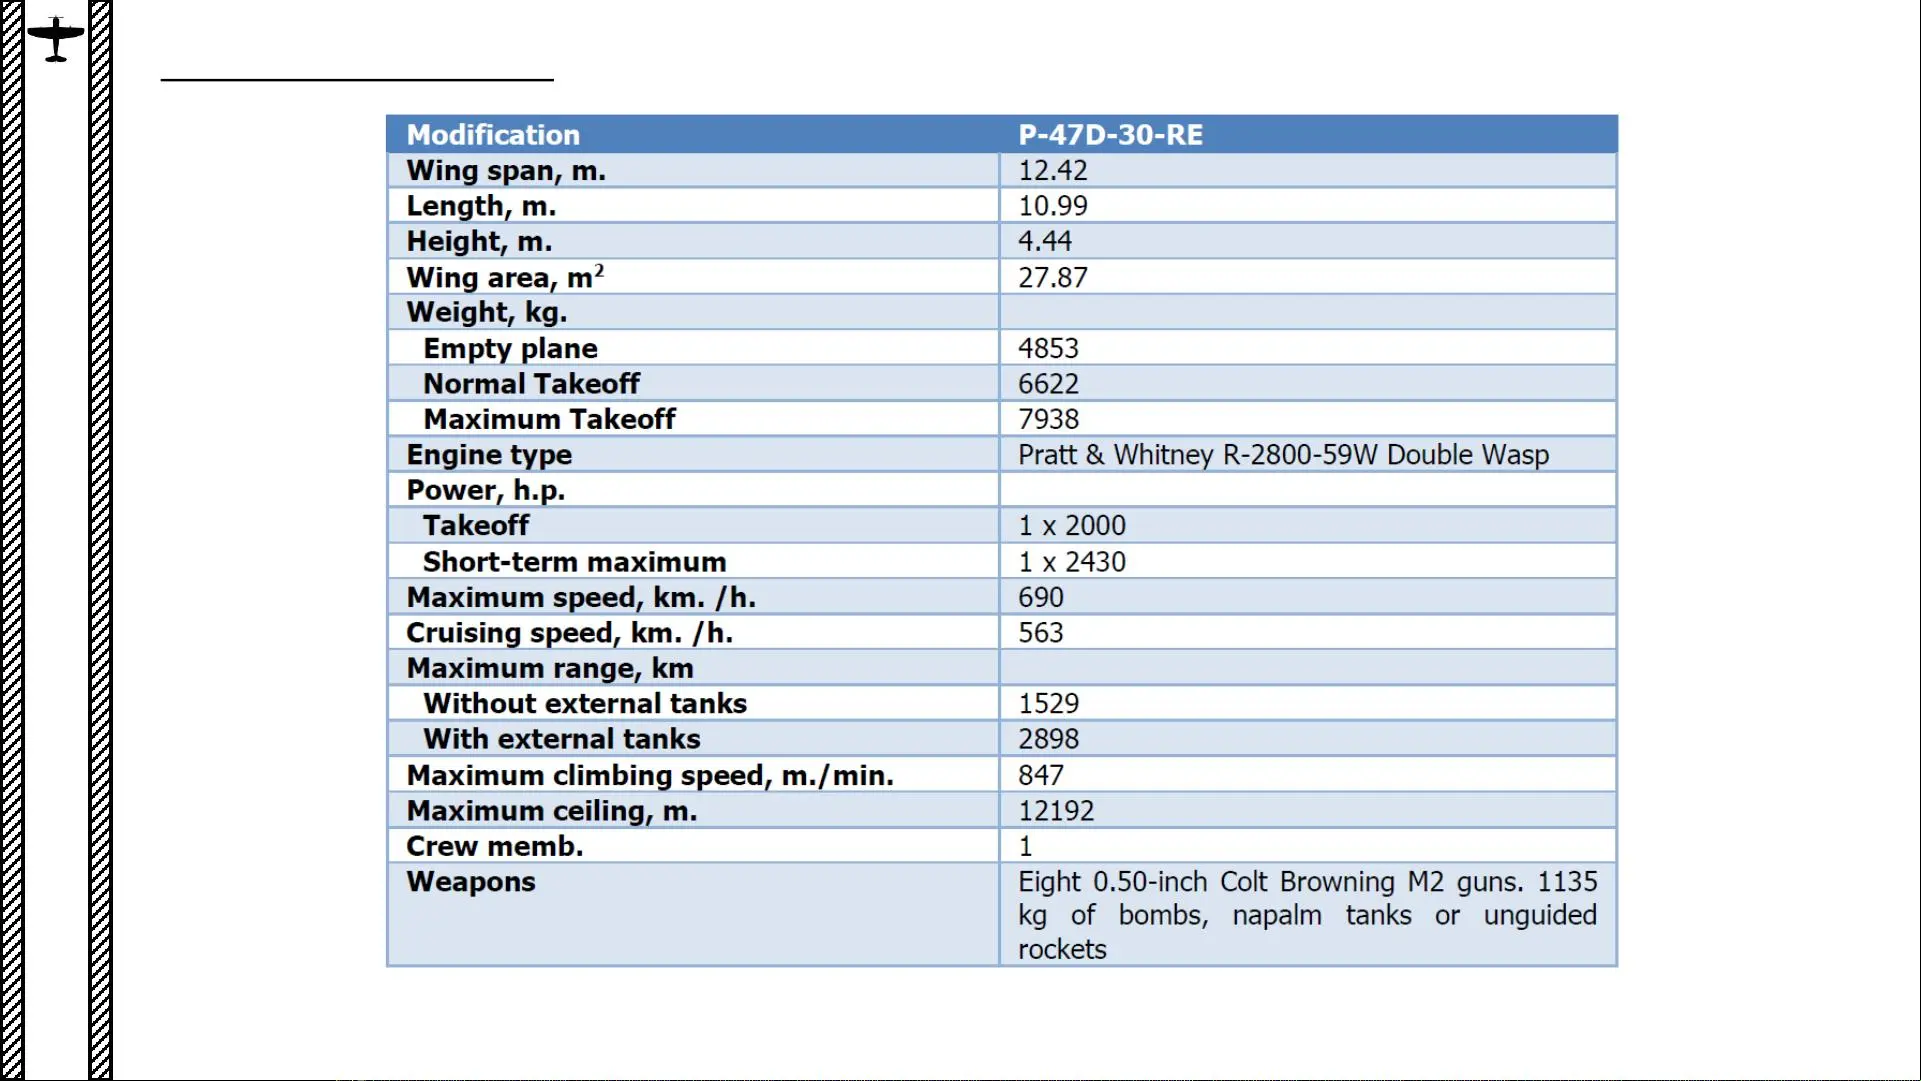 Modification P-47D-30-RE
Wing span, m. 12.42
Length, m. 10.99
Height, m. 4.44
Wing area, m² 27.87
Weight, kg.
Empty plane 4853
Normal Takeoff 6622
Maximum Takeoff 7938
Engine type Pratt & Whitney R-2800-59W Double Wasp
Power, h.p.
Takeoff 1 x 2000
Short-term maximum 1 x 2430
Maximum speed, km. /h. 690
Cruising speed, km. /h. 563
Maximum range, km
Without external tanks 1529
With external tanks 2898
Maximum climbing speed, m./min. 847
Maximum ceiling, m. 12192
Crew memb. 1
Weapons Eight 0.50-inch Colt Browning M2 guns. 1135
kg of bombs, napalm tanks or unguided
rockets